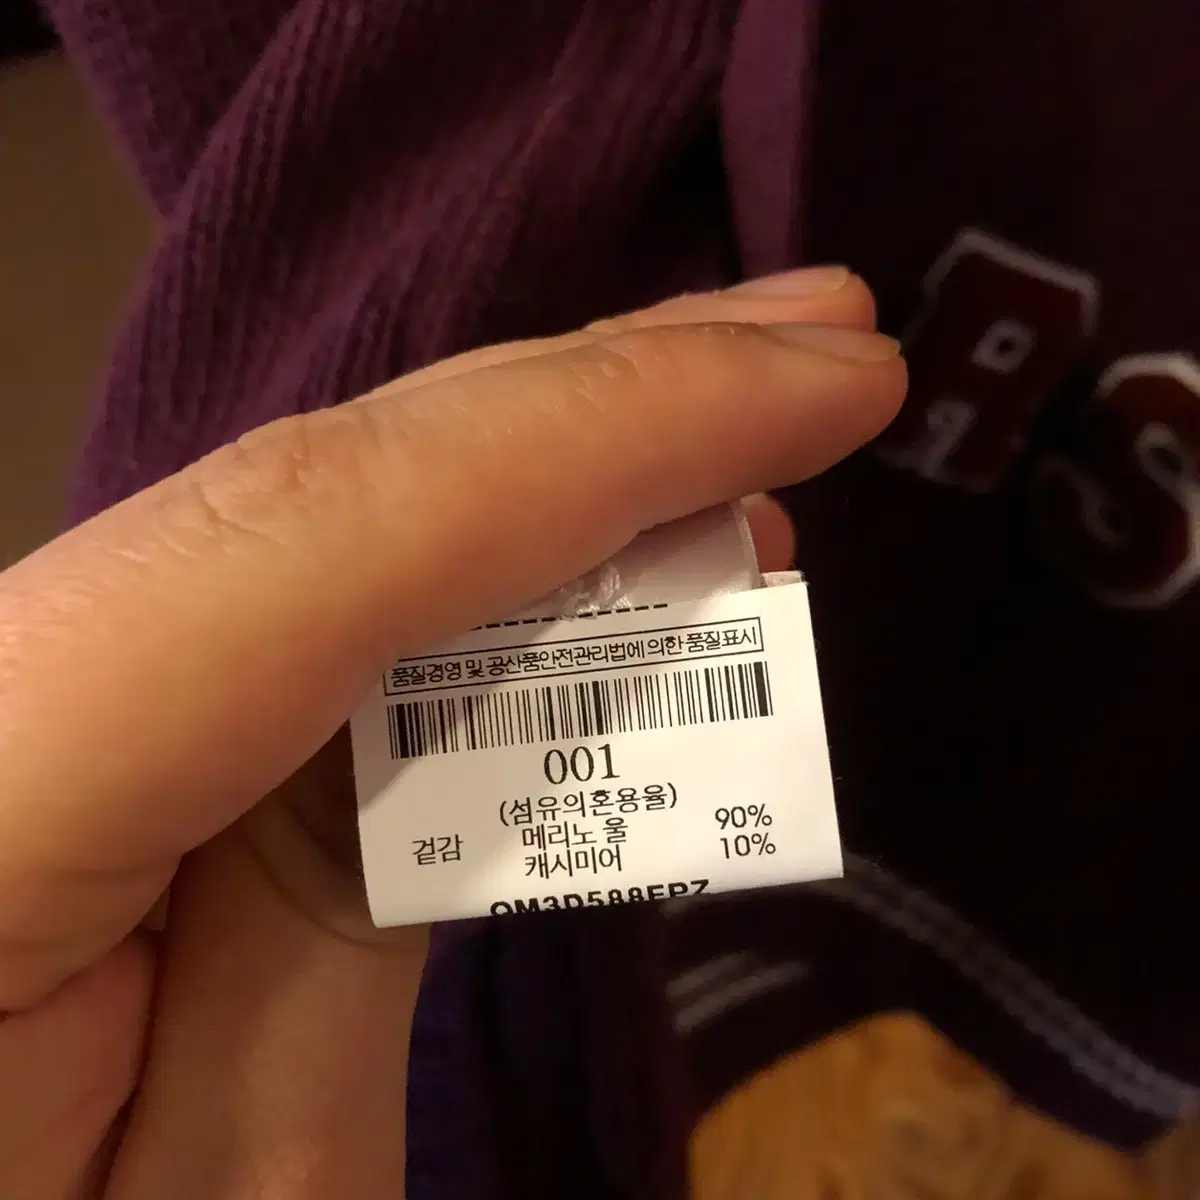 품질경영 및 공산품안전관리법에 의한 품질표시
001
(섬유의혼용율)
겉감 메리노 울 90%
캐시미어 10%